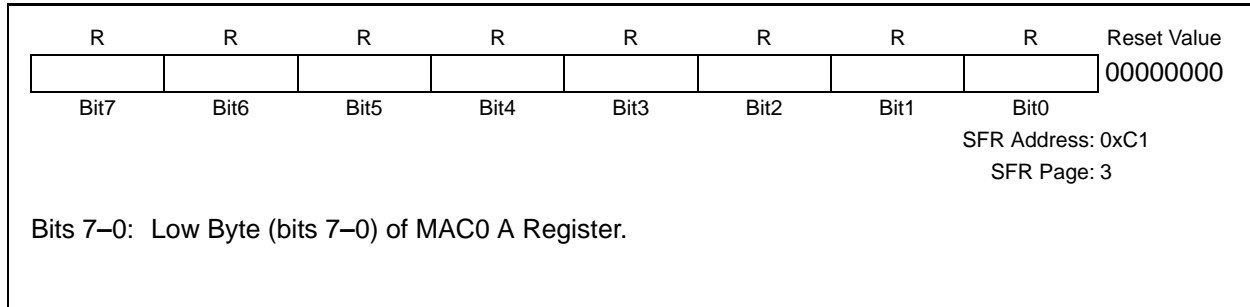 R R R R R R R R Reset Value
00000000
Bit7 Bit6 Bit5 Bit4 Bit3 Bit2 Bit1 Bit0
SFR Address: 0xC1
SFR Page: 3
Bits 7–0: Low Byte (bits 7–0) of MAC0 A Register.